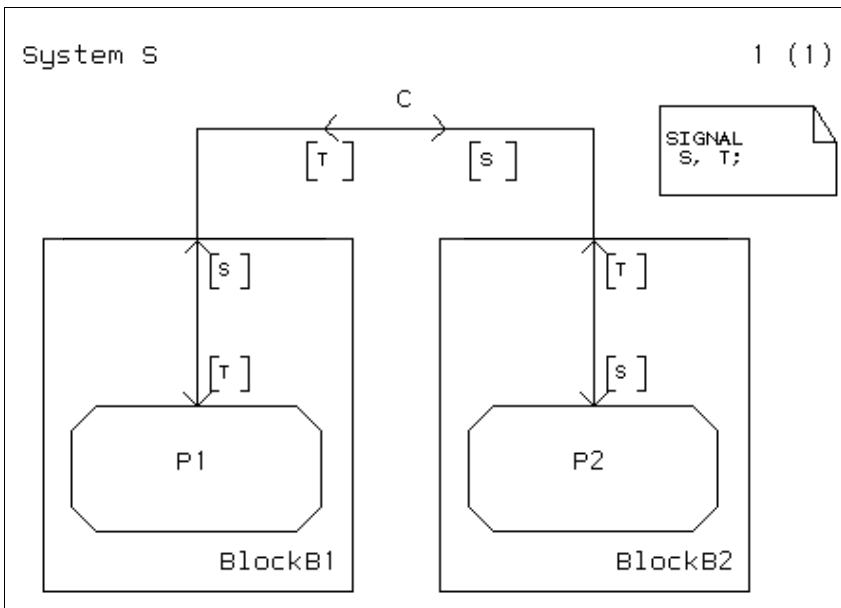 System S
1 (1)
C
SIGNAL
S, T;
[T]
[S]
[S]
[T]
[T]
[S]
P1
P2
BlockB1
BlockB2